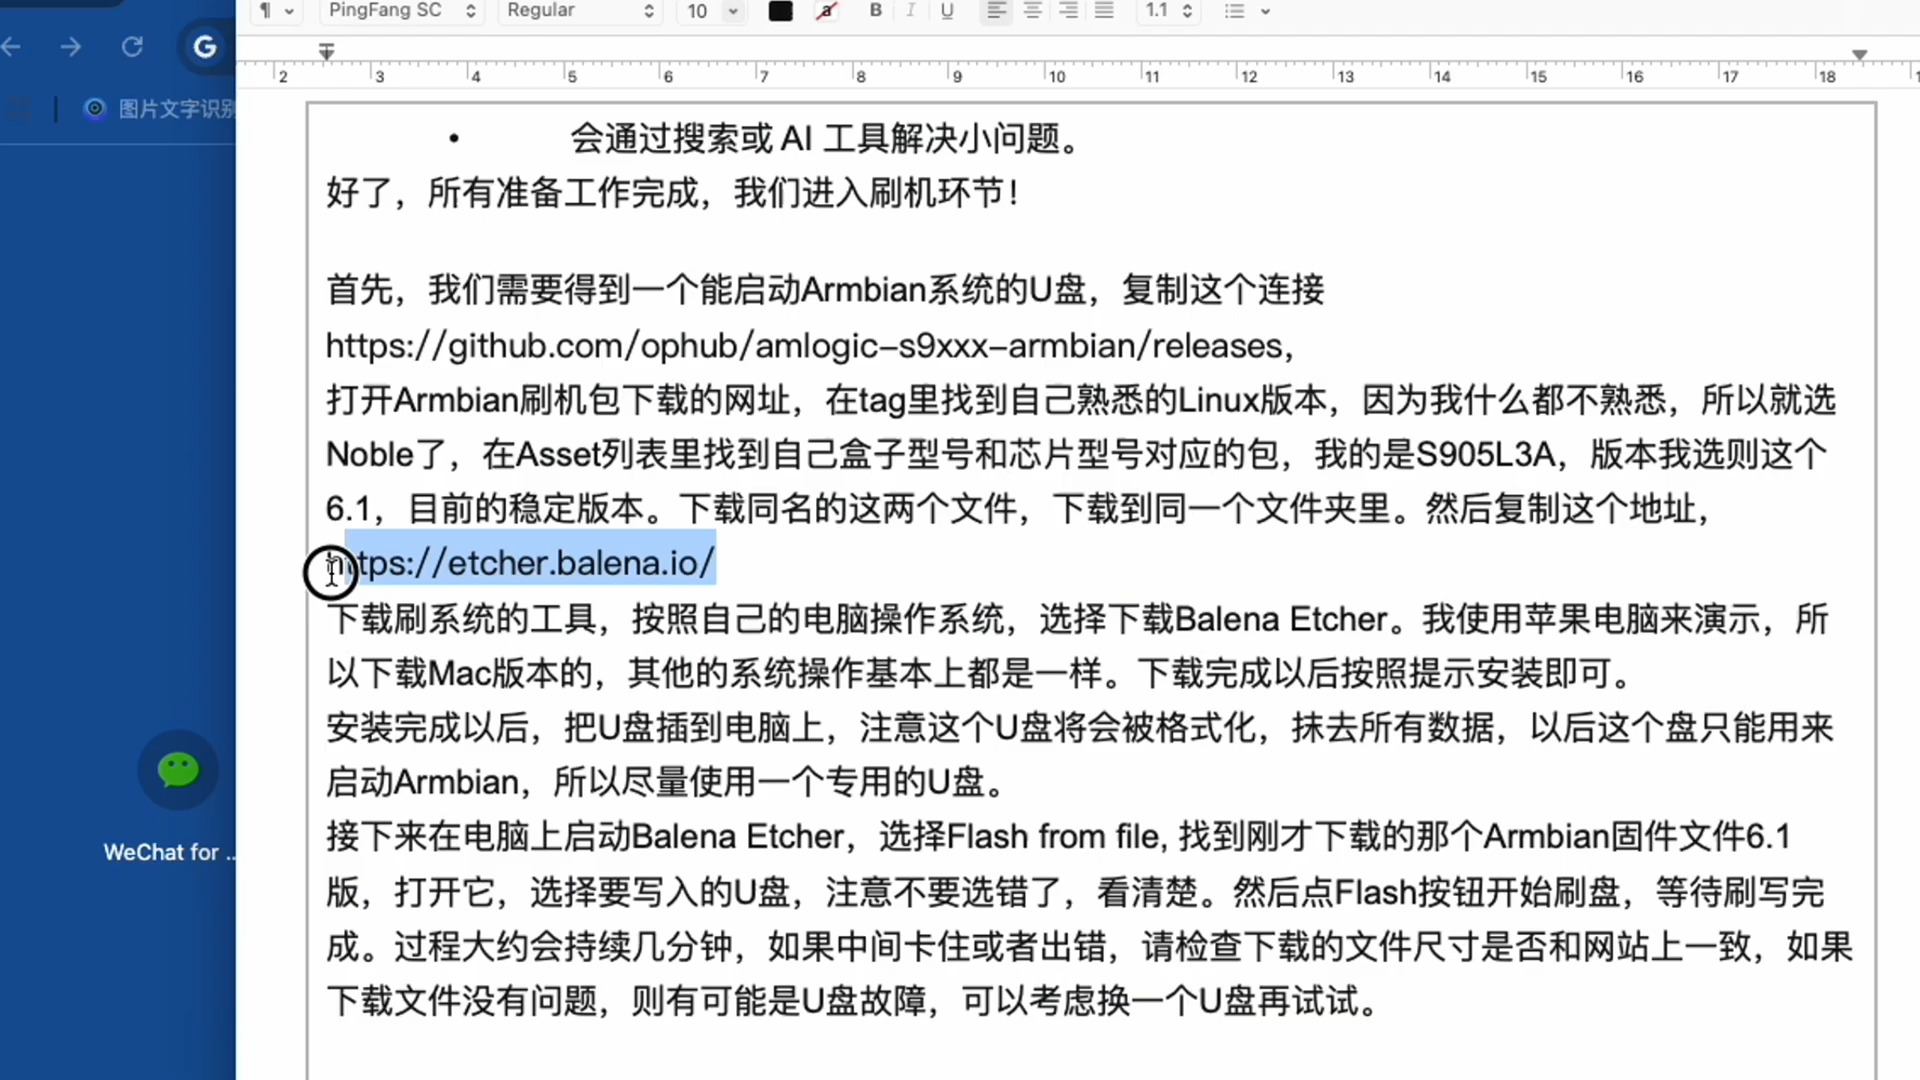 PingFang SC
Regular
10
a
B
I
U
1.1
G
2 3 4 5 6 7 8 9 10 11 12 13 14 15 16 17 18
图片文字识别
• 会通过搜索或 AI 工具解决小问题。
好了，所有准备工作完成，我们进入刷机环节！
首先，我们需要得到一个能启动Armbian系统的U盘，复制这个连接
https://github.com/ophub/amlogic-s9xxx-armbian/releases，
打开Armbian刷机包下载的网址，在tag里找到自己熟悉的Linux版本，因为我什么都不熟悉，所以就选
Noble了，在Asset列表里找到自己盒子型号和芯片型号对应的包，我的是S905L3A，版本我选则这个
6.1，目前的稳定版本。下载同名的这两个文件，下载到同一个文件夹里。然后复制这个地址，
https://etcher.balena.io/
下载刷系统的工具，按照自己的电脑操作系统，选择下载Balena Etcher。我使用苹果电脑来演示，所
以下载Mac版本的，其他的系统操作基本上都是一样。下载完成以后按照提示安装即可。
安装完成以后，把U盘插到电脑上，注意这个U盘将会被格式化，抹去所有数据，以后这个盘只能用来
启动Armbian，所以尽量使用一个专用的U盘。
接下来在电脑上启动Balena Etcher，选择Flash from file, 找到刚才下载的那个Armbian固件文件6.1
版，打开它，选择要写入的U盘，注意不要选错了，看清楚。然后点Flash按钮开始刷盘，等待刷写完
成。过程大约会持续几分钟，如果中间卡住或者出错，请检查下载的文件尺寸是否和网站上一致，如果
下载文件没有问题，则有可能是U盘故障，可以考虑换一个U盘再试试。
WeChat for ..